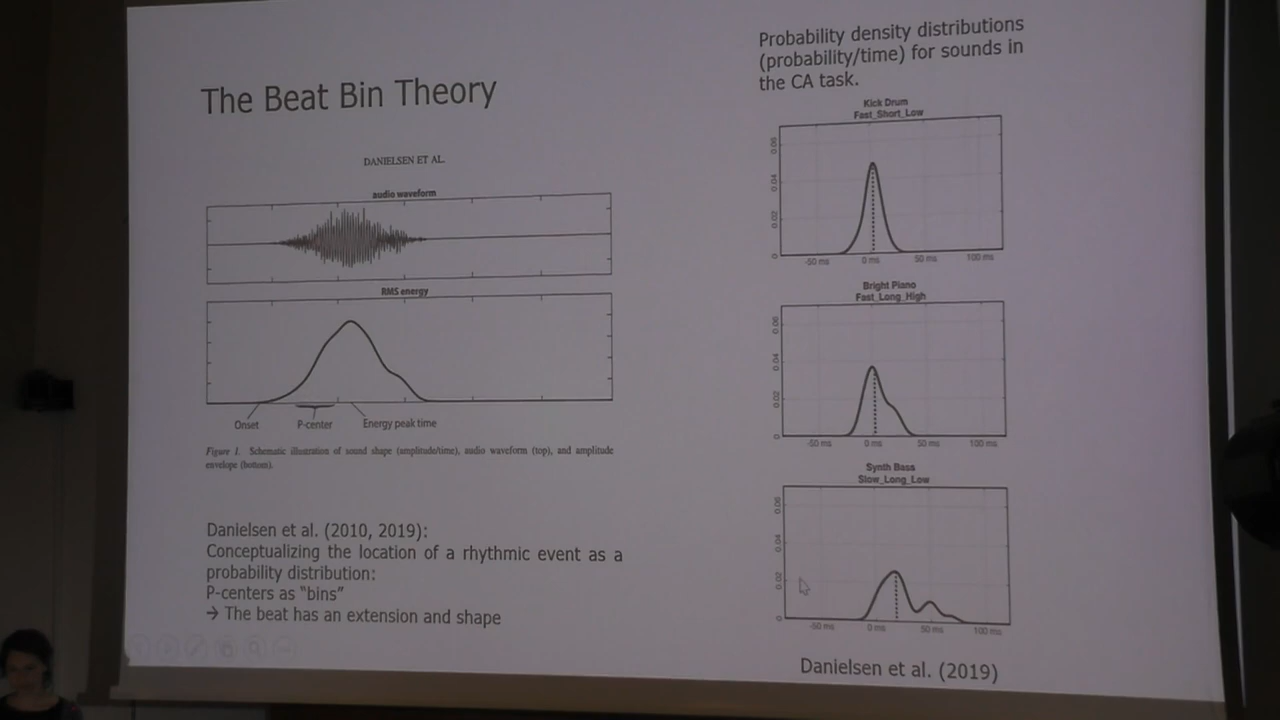 The Beat Bin Theory
DANIELSEN ET AL.
audio waveform
RMS energy
Onset
P-center
Energy peak time
Figure 1. Schematic illustration of sound shape (amplitude/time), audio waveform (top), and amplitude
envelope (bottom).
Danielsen et al. (2010, 2019):
Conceptualizing the location of a rhythmic event as a
probability distribution:
P-centers as “bins”
→ The beat has an extension and shape
Probability density distributions
(probability/time) for sounds in
the CA task.
Kick Drum
Fast_Short_Low
0.06
0.04
0.02
0
-50 ms
0 ms
50 ms
100 ms
Bright Piano
Fast_Long_High
0.06
0.04
0.02
0
-50 ms
0 ms
50 ms
100 ms
Synth Bass
Slow_Long_Low
0.06
0.04
0.02
0
-50 ms
0 ms
50 ms
100 ms
Danielsen et al. (2019)